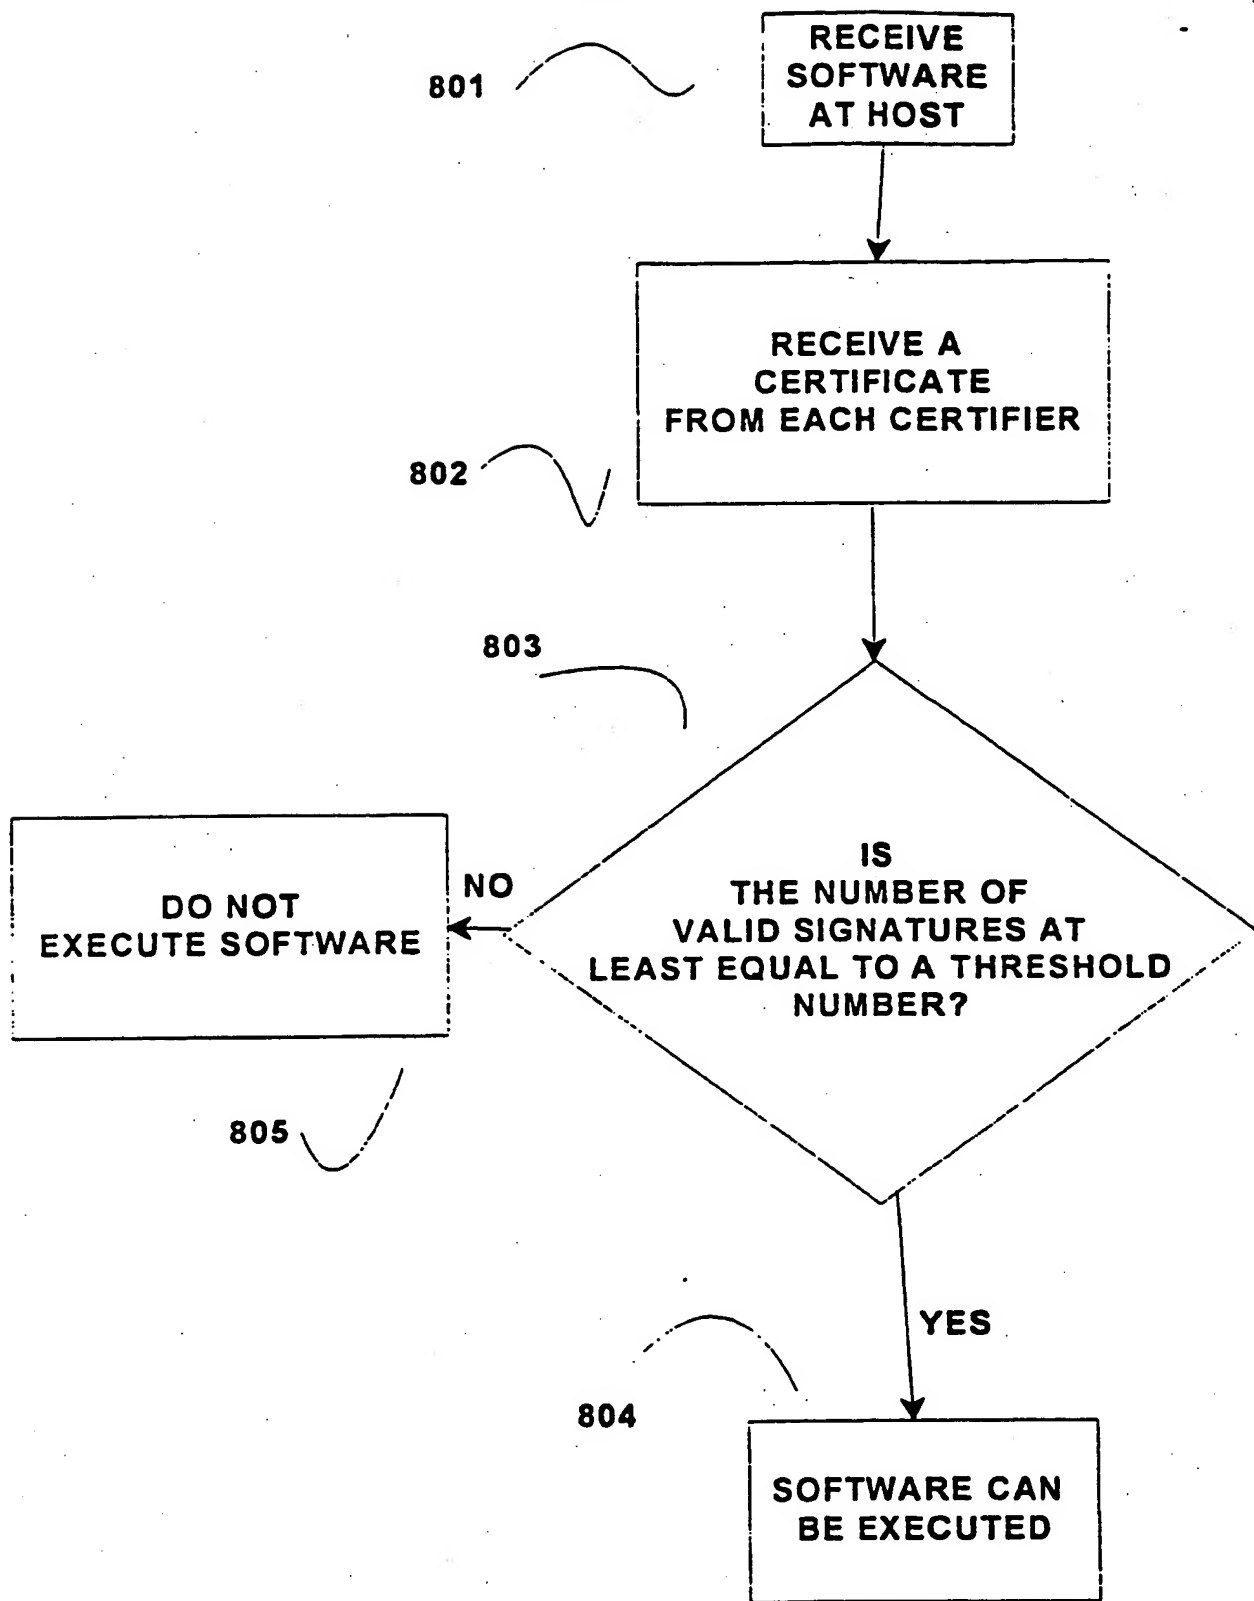 801
RECEIVE
SOFTWARE
AT HOST
802
RECEIVE A
CERTIFICATE
FROM EACH CERTIFIER
803
IS
THE NUMBER OF
VALID SIGNATURES AT
LEAST EQUAL TO A THRESHOLD
NUMBER?
NO
DO NOT
EXECUTE SOFTWARE
805
YES
804
SOFTWARE CAN
BE EXECUTED